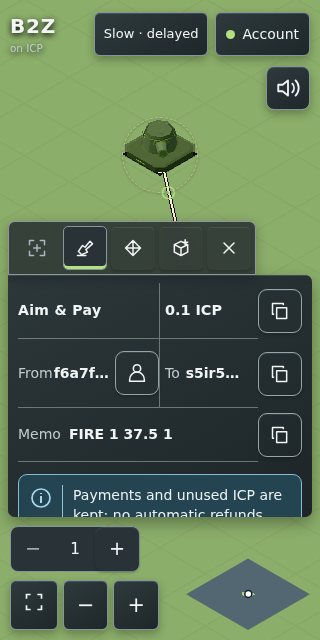 B2Z
on ICP
Slow · delayed
Account
Aim & Pay
0.1 ICP
From f6a7f...
To s5ir5...
Memo FIRE 1 37.5 1
Payments and unused ICP are
kept; no automatic refunds
− 1 +
− +